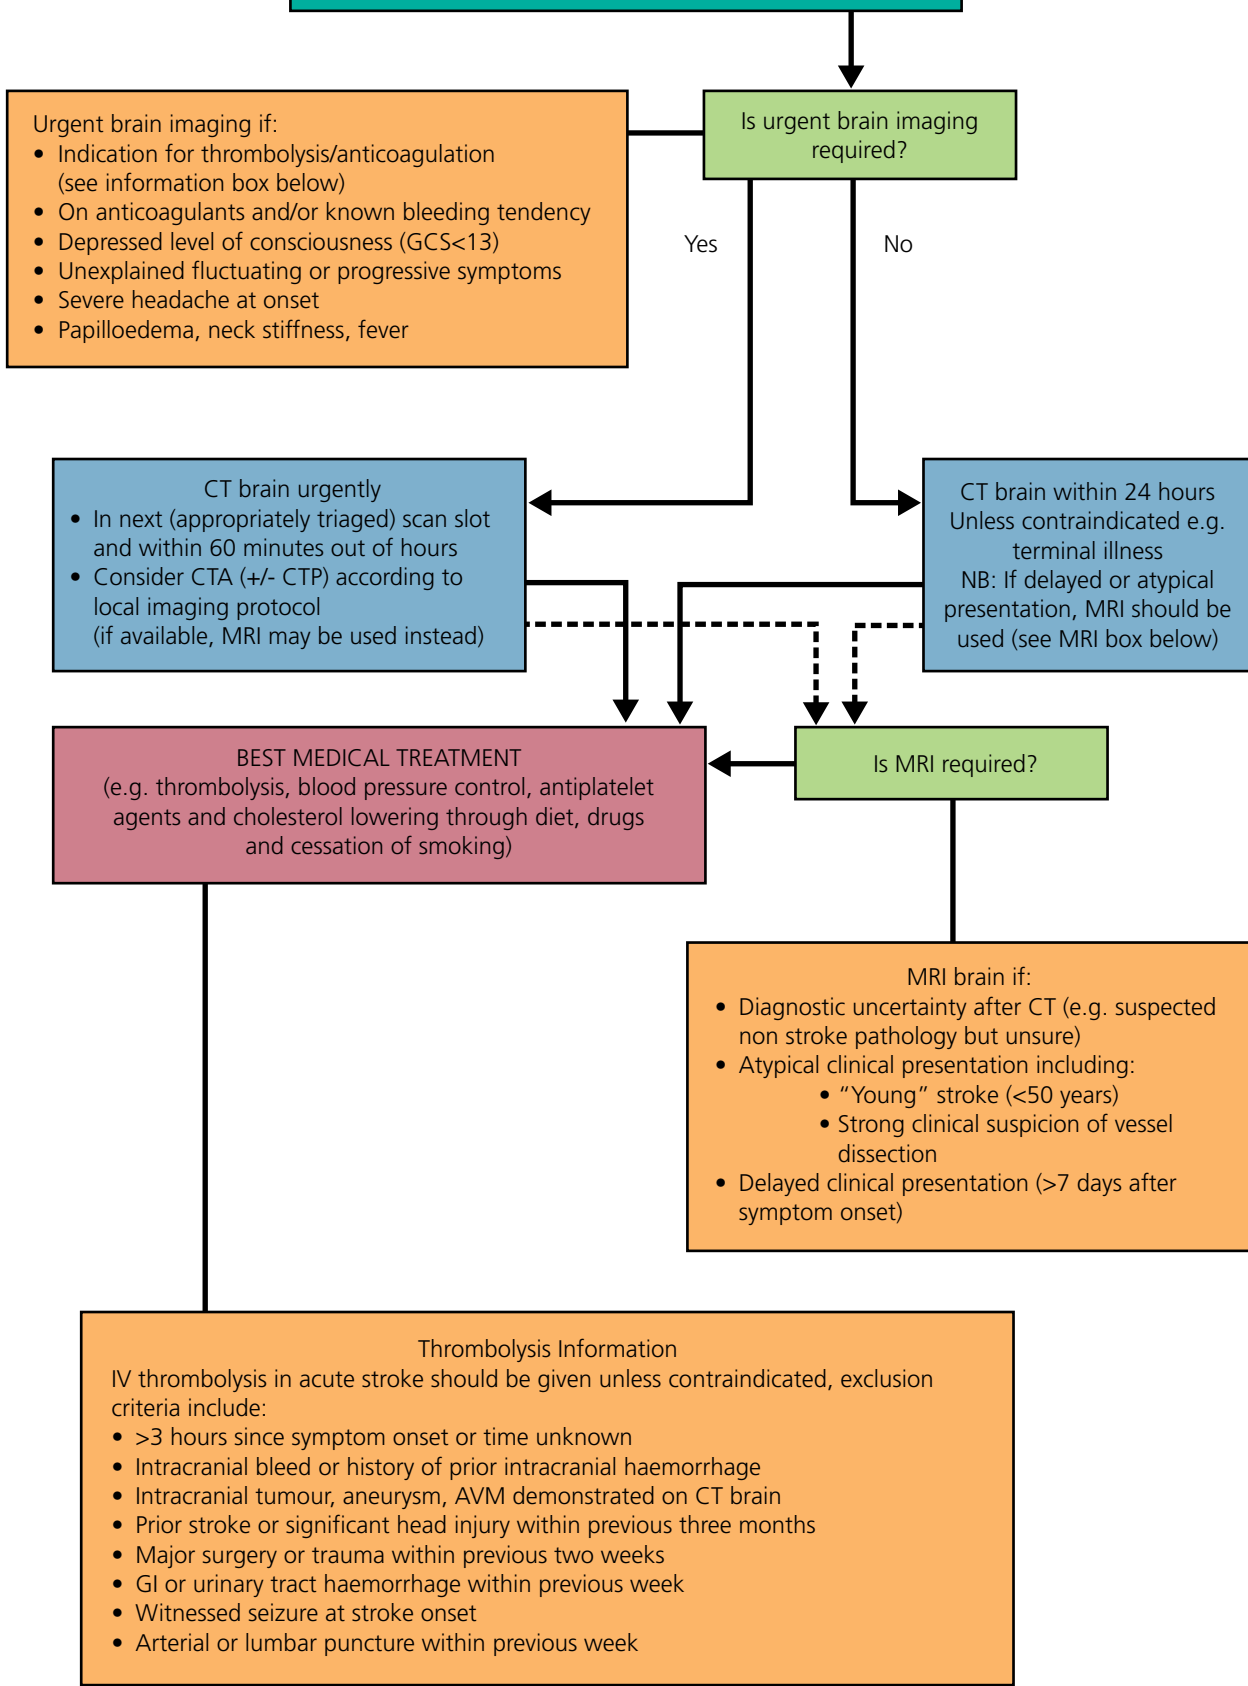 Is urgent brain imaging
required?
Urgent brain imaging if:
• Indication for thrombolysis/anticoagulation
(see information box below)
• On anticoagulants and/or known bleeding tendency
• Depressed level of consciousness (GCS<13)
• Unexplained fluctuating or progressive symptoms
• Severe headache at onset
• Papilloedema, neck stiffness, fever
Yes
No
CT brain urgently
• In next (appropriately triaged) scan slot
and within 60 minutes out of hours
• Consider CTA (+/- CTP) according to
local imaging protocol
(if available, MRI may be used instead)
CT brain within 24 hours
Unless contraindicated e.g.
terminal illness
NB: If delayed or atypical
presentation, MRI should be
used (see MRI box below)
BEST MEDICAL TREATMENT
(e.g. thrombolysis, blood pressure control, antiplatelet
agents and cholesterol lowering through diet, drugs
and cessation of smoking)
Is MRI required?
MRI brain if:
• Diagnostic uncertainty after CT (e.g. suspected
non stroke pathology but unsure)
• Atypical clinical presentation including:
• “Young” stroke (<50 years)
• Strong clinical suspicion of vessel
dissection
• Delayed clinical presentation (>7 days after
symptom onset)
Thrombolysis Information
IV thrombolysis in acute stroke should be given unless contraindicated, exclusion
criteria include:
• >3 hours since symptom onset or time unknown
• Intracranial bleed or history of prior intracranial haemorrhage
• Intracranial tumour, aneurysm, AVM demonstrated on CT brain
• Prior stroke or significant head injury within previous three months
• Major surgery or trauma within previous two weeks
• GI or urinary tract haemorrhage within previous week
• Witnessed seizure at stroke onset
• Arterial or lumbar puncture within previous week